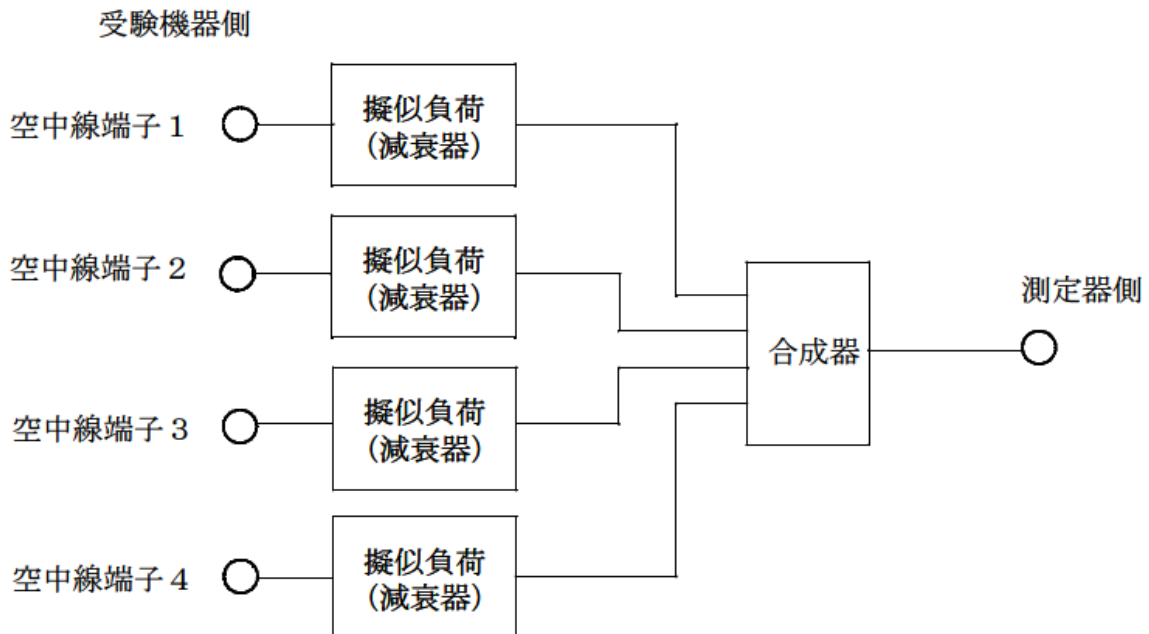 受験機器側
空中線端子1
擬似負荷
(減衰器)
空中線端子2
擬似負荷
(減衰器)
測定器側
合成器
空中線端子3
擬似負荷
(減衰器)
空中線端子4
擬似負荷
(減衰器)